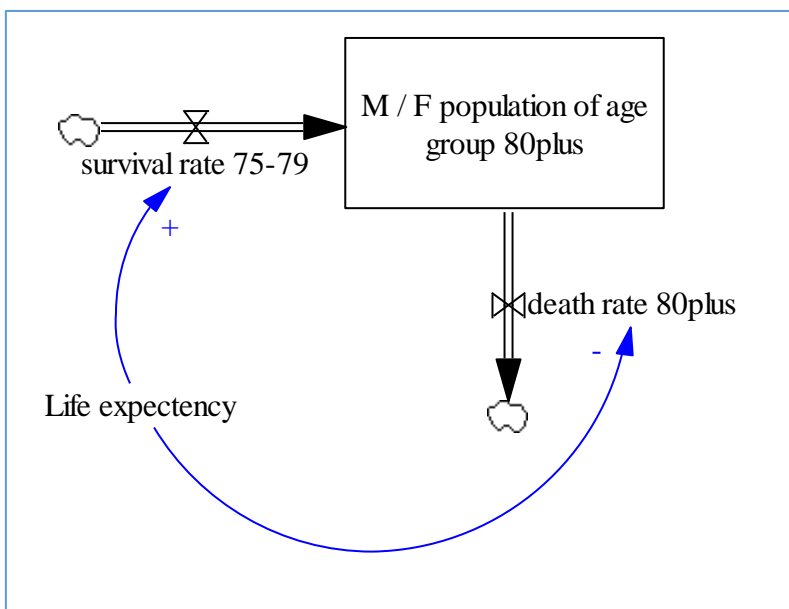 M / F population of age
group 80plus
survival rate 75-79
+
death rate 80plus
-
Life expectency